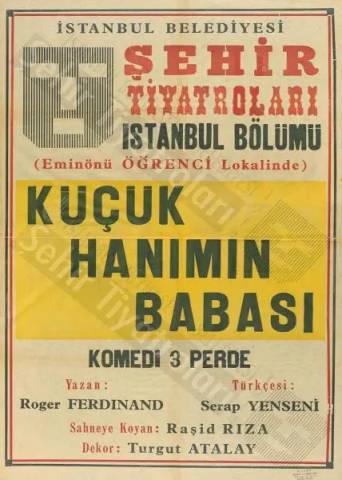 İSTANBUL BELEDİYESİ
ŞEHİR
TİYATROLARI
İSTANBUL BÖLÜMÜ
(Eminönü ÖĞRENCİ Lokalinde)
KÜÇÜK
HANIMIN
BABASI
KOMEDİ 3 PERDE
Yazan: Türkçesi:
Roger FERDINAND Serap YENSENİ
Sahneye Koyan: Raşid RIZA
Dekor: Turgut ATALAY